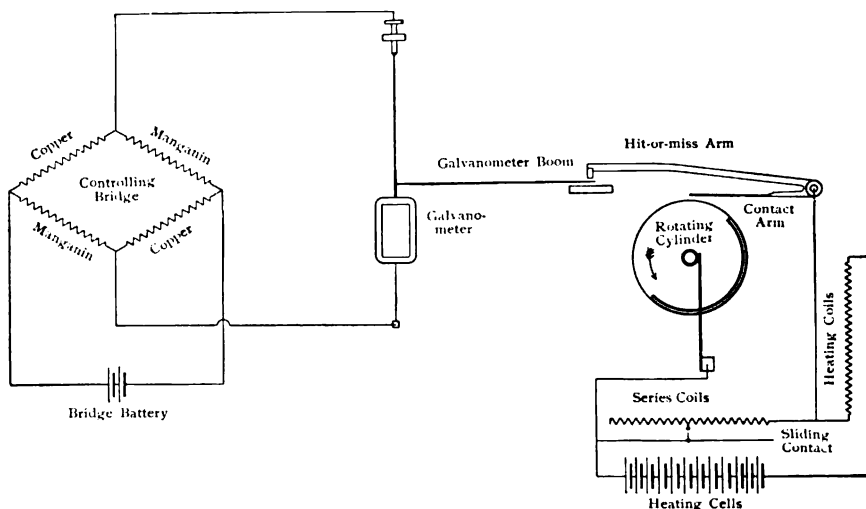 Copper
Manganin
Controlling
Bridge
Manganin
Copper
Bridge Battery
Galvanometer Boom
Galvano-
meter
Hit-or-miss Arm
Contact
Arm
Rotating
Cylinder
Heating Coils
Series Coils
Sliding
Contact
Heating Cells